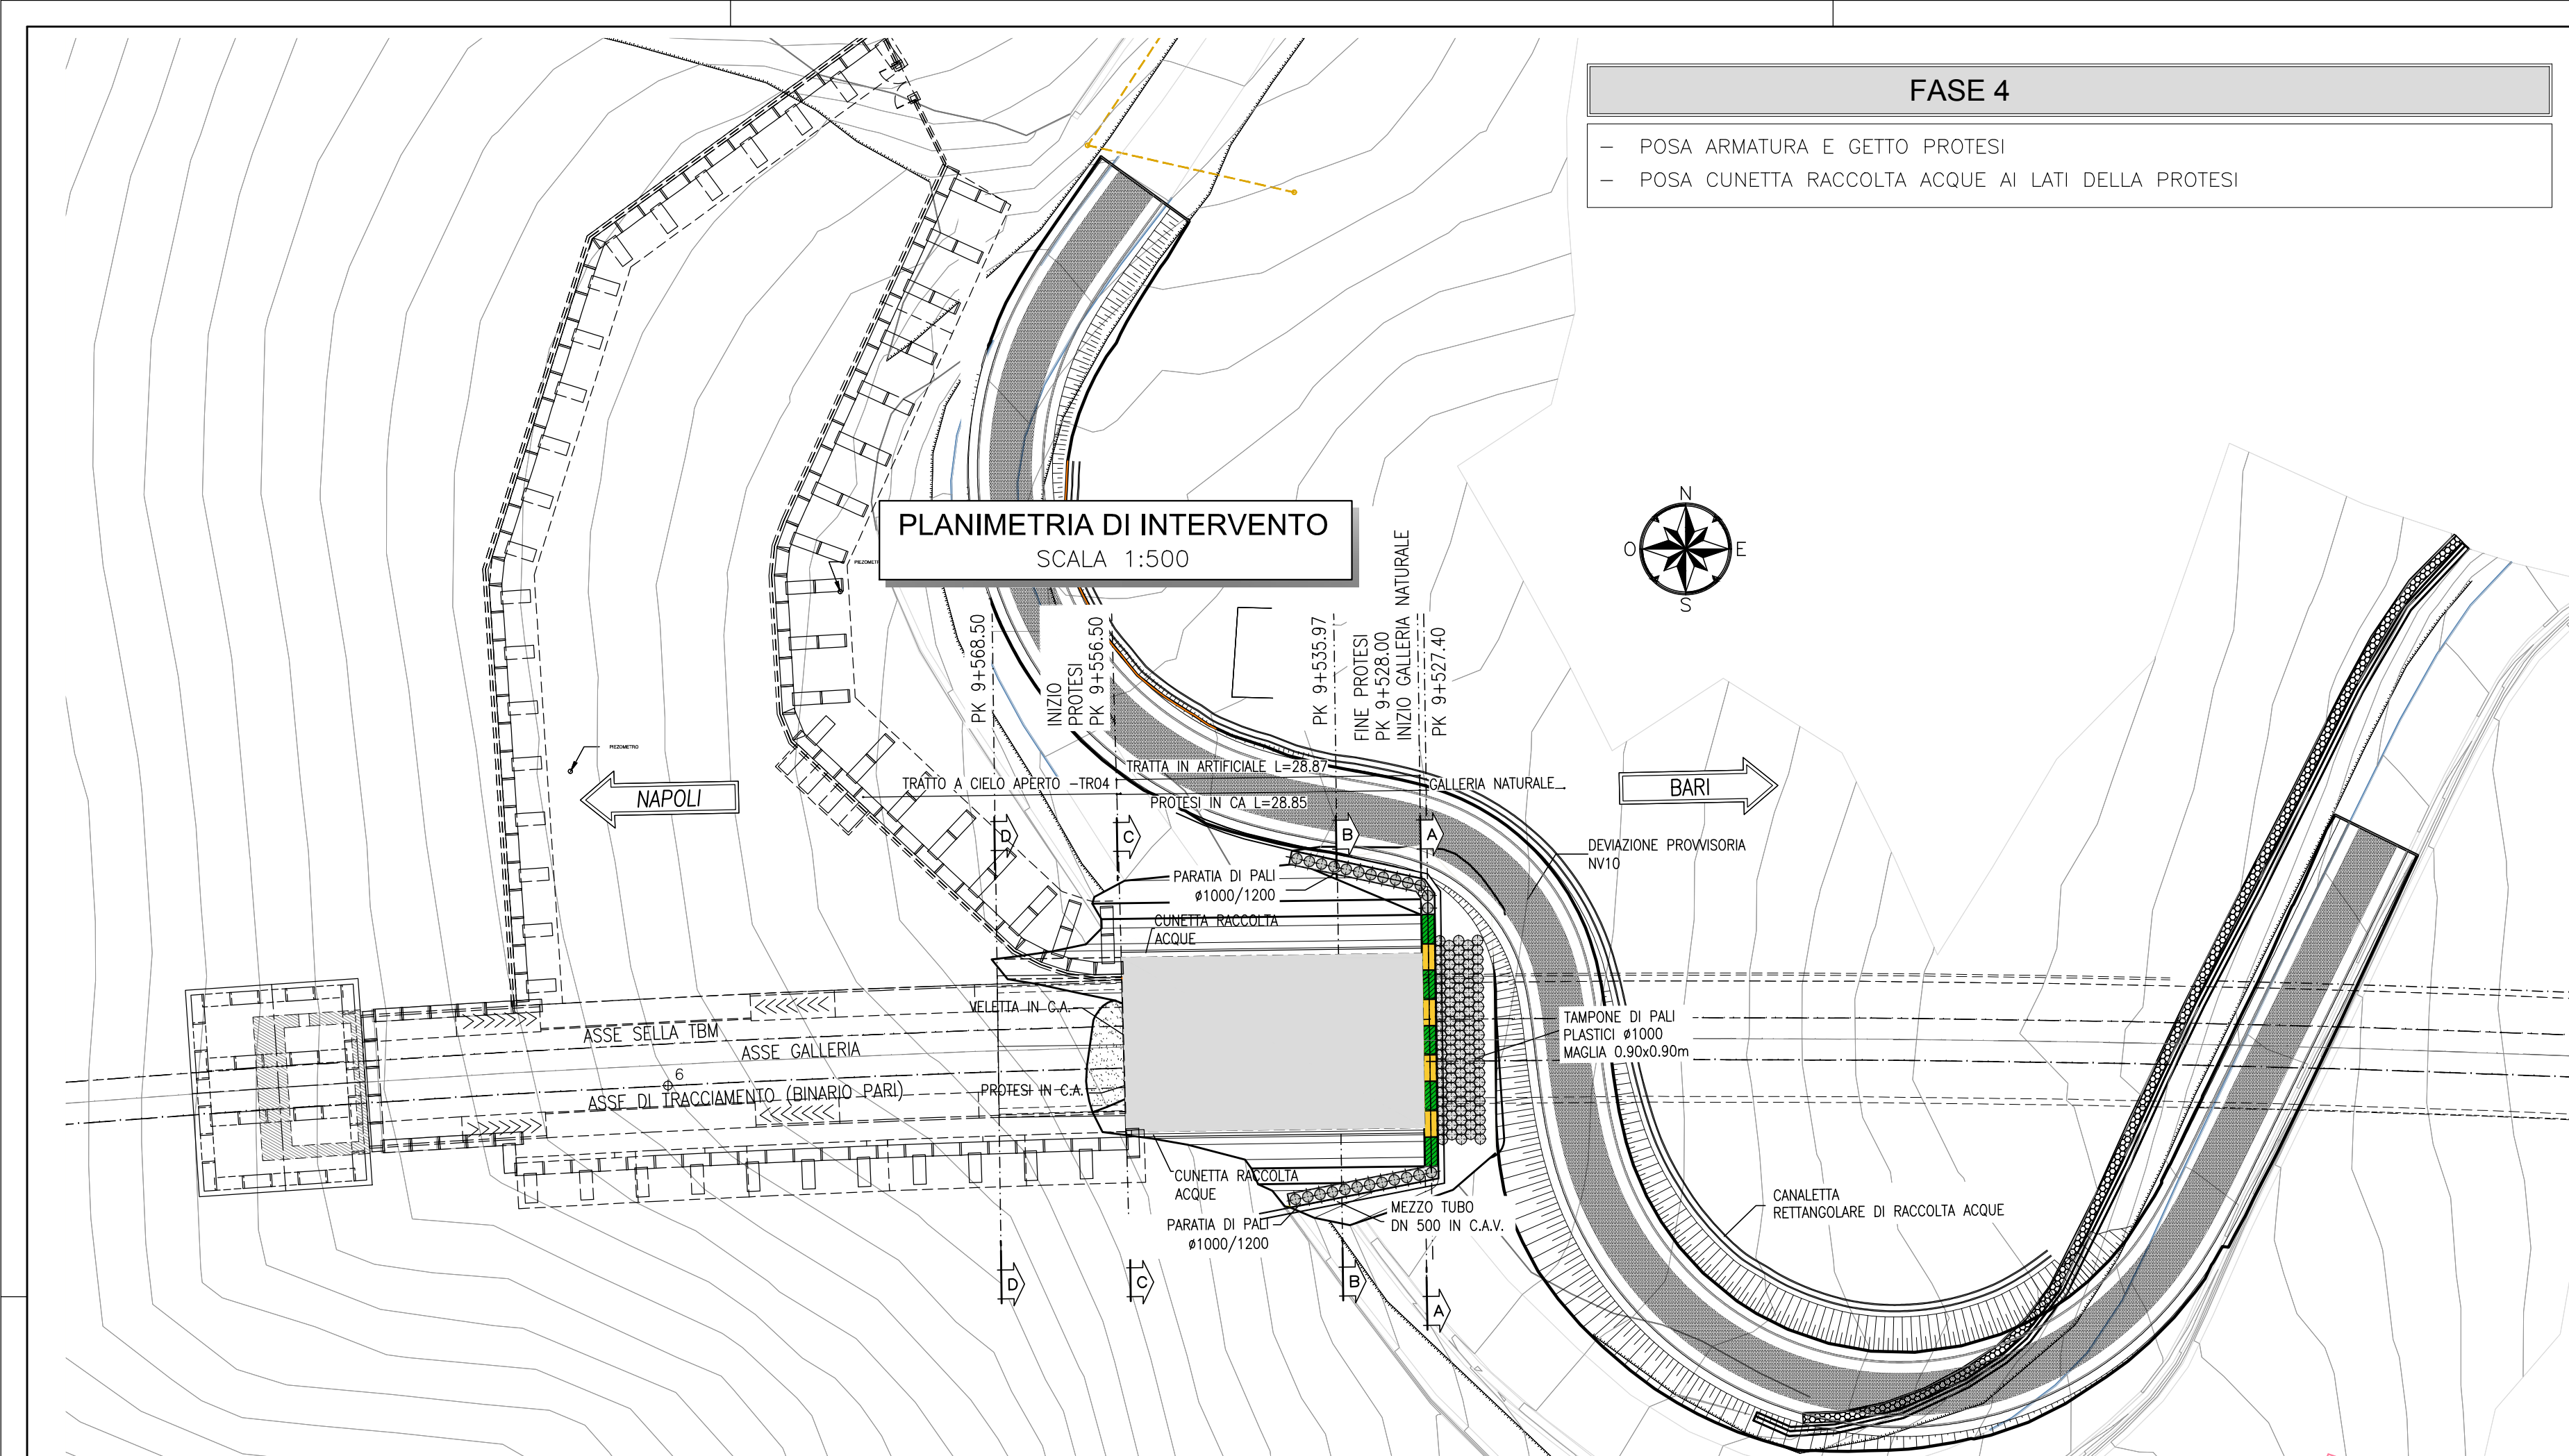 FASE 4
– POSA ARMATURA E GETTO PROTESI
– POSA CUNETTA RACCOLTA ACQUE AI LATI DELLA PROTESI
PLANIMETRIA DI INTERVENTO
SCALA 1:500
N
O
E
S
PIEZOMETRO
PK 9+568.50
INIZIO
PROTESI
PK 9+556.50
PK 9+535.97
FINE PROTESI
PK 9+528.00
INIZIO GALLERIA NATURALE
PK 9+527.40
NAPOLI
BARI
TRATTO A CIELO APERTO -TR04
TRATTA IN ARTIFICIALE L=28.87
GALLERIA NATURALE
PROTESI IN CA L=28.85
D
C
B
A
DEVIAZIONE PROVVISORIA
NV10
PARATIA DI PALI
ø1000/1200
CUNETTA RACCOLTA
ACQUE
VELETTA IN C.A.
ASSE SELLA TBM
ASSE GALLERIA
6
ASSE DI TRACCIAMENTO (BINARIO PARI)
PROTESI IN C.A.
TAMPONE DI PALI
PLASTICI ø1000
MAGLIA 0.90x0.90m
CUNETTA RACCOLTA
ACQUE
PARATIA DI PALI
ø1000/1200
MEZZO TUBO
DN 500 IN C.A.V.
CANALETTA
RETTANGOLARE DI RACCOLTA ACQUE
D
C
B
A